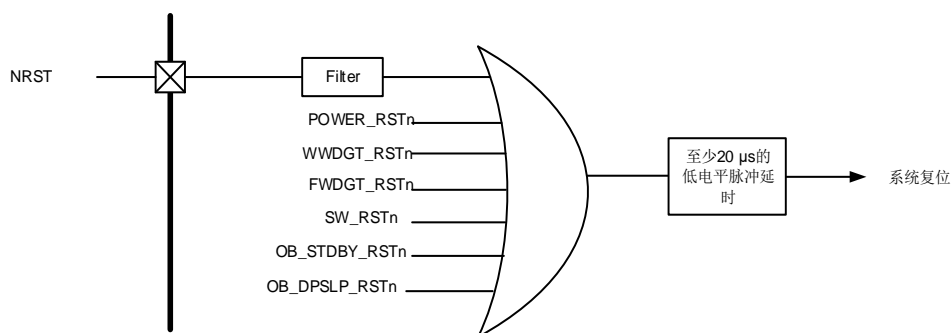 NRST
Filter
POWER_RSTn
WWDGT_RSTn
FWDGT_RSTn
SW_RSTn
OB_STDBY_RSTn
OB_DPSLP_RSTn
至少20 µs的
低电平脉冲延
时
系统复位